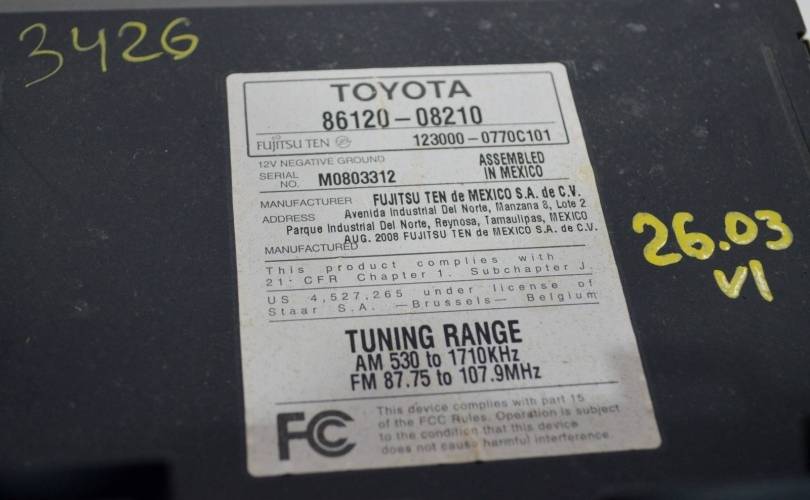 3426
TOYOTA
86120-08210
FUJITSU TEN 123000-0770C101
12V NEGATIVE GROUND ASSEMBLED
SERIAL IN MEXICO
NO. M0803312
MANUFACTURER FUJITSU TEN de MEXICO S.A. de C.V.
ADDRESS Avenida Industrial Del Norte, Manzana 8, Lote 2
Parque Industrial Del Norte, Reynosa, Tamaulipas, MEXICO
AUG. 2008 FUJITSU TEN de MEXICO S.A. de C.V.
MANUFACTURED
This product complies with
21: CFR Chapter 1. Subchapter J.
US 4,527,265 under license of
Staar S.A. —Brussels— Belgium
TUNING RANGE
AM 530 to 1710KHz
FM 87.75 to 107.9MHz
FC
This device complies with part 15
of the FCC Rules. Operation is subject
to the condition that this device
does not cause harmful interference.
26.03
VI